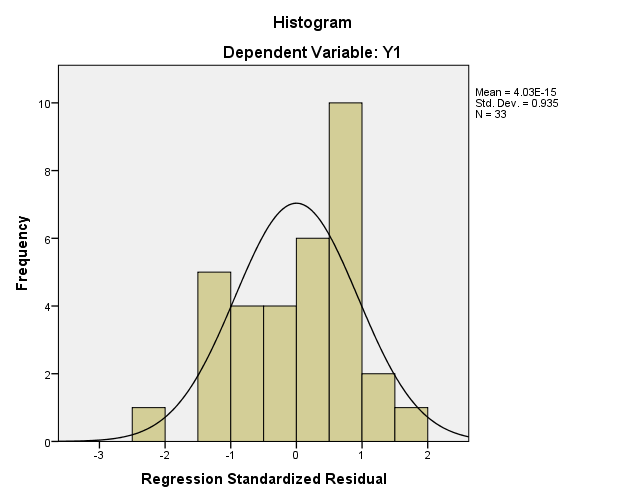 Histogram
Dependent Variable: Y1
Mean = 4.03E-15
Std. Dev. = 0.935
N = 33
Frequency
10
8
6
4
2
0
-3 -2 -1 0 1 2
Regression Standardized Residual